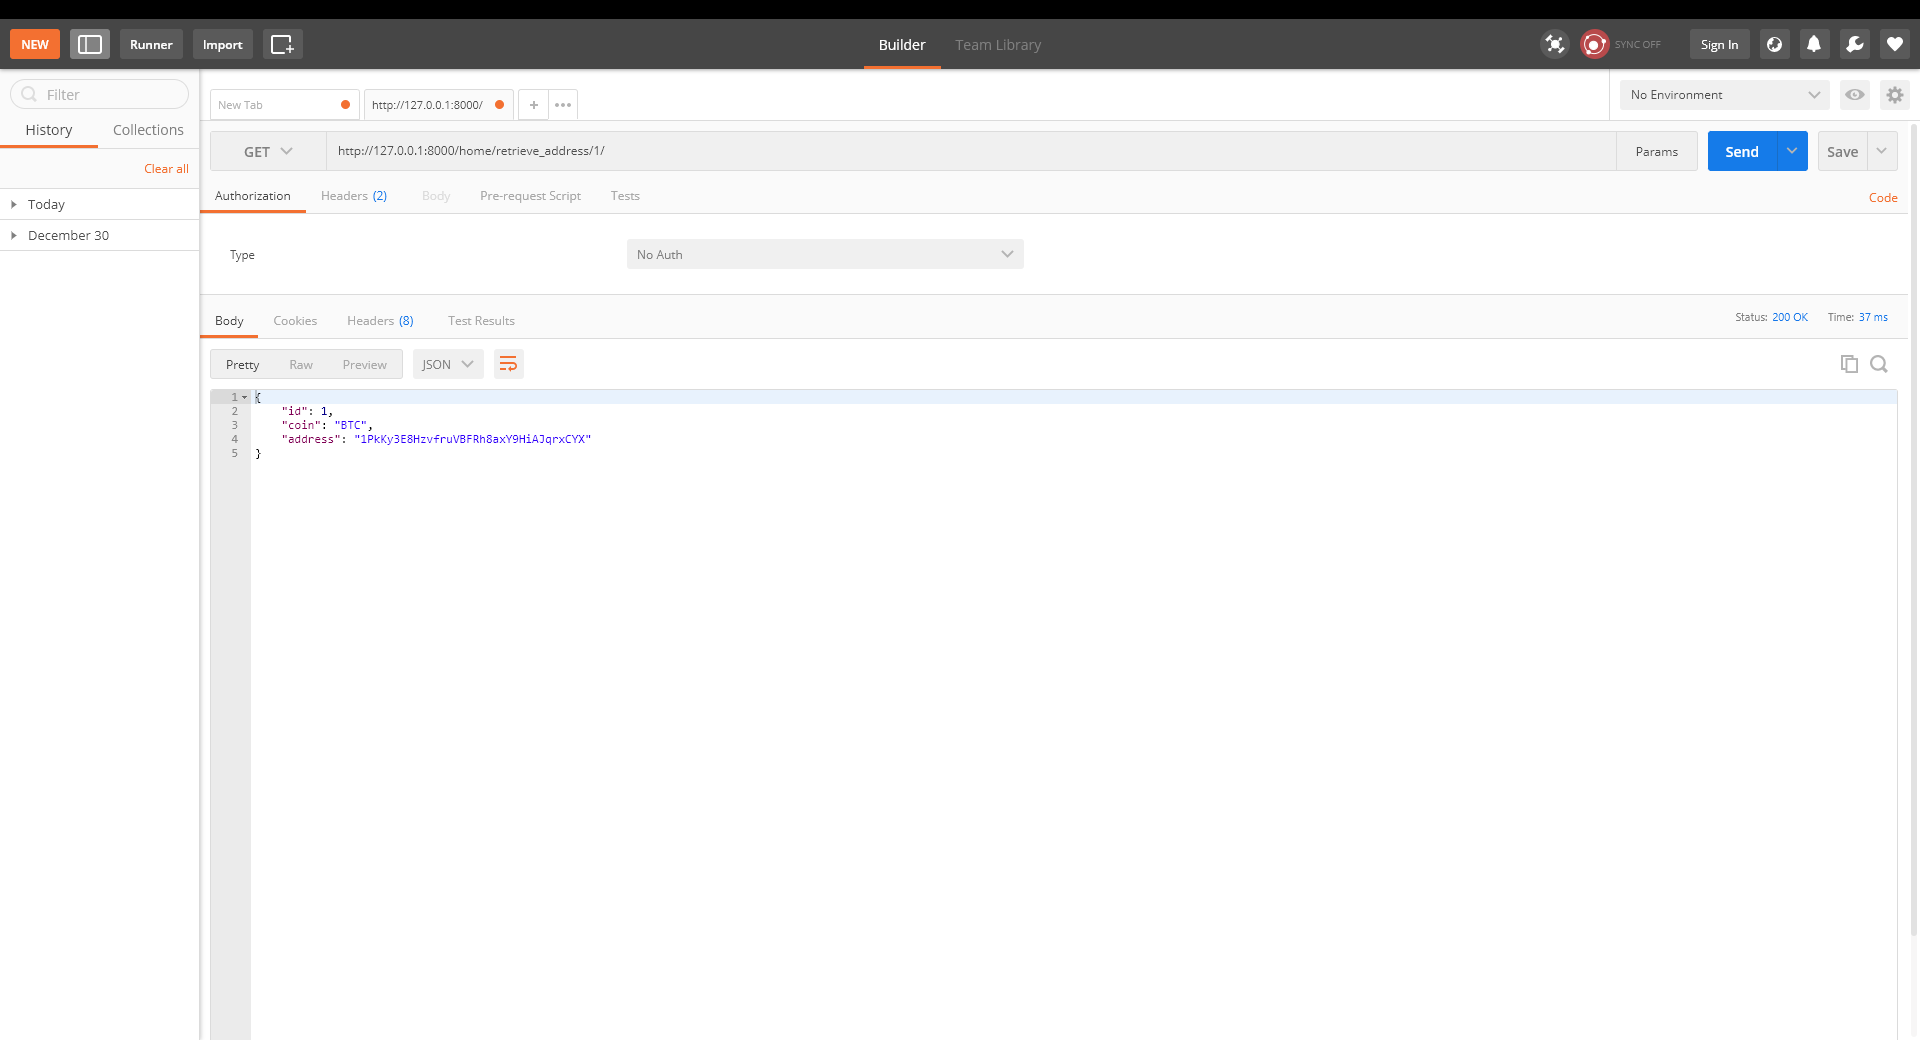 NEW Runner Import Builder Team Library SYNC OFF Sign In
Filter
History Collections
Clear all
Today
December 30
New Tab http://127.0.0.1:8000/ + ••• No Environment
GET http://127.0.0.1:8000/home/retrieve_address/1/ Params Send Save
Authorization Headers (2) Body Pre-request Script Tests Code
Type No Auth
Body Cookies Headers (8) Test Results Status: 200 OK Time: 37 ms
Pretty Raw Preview JSON
1 {
2 "id": 1,
3 "coin": "BTC",
4 "address": "1PkKy3E8HzvfruVBFRh8axY9HiAJqrxCYX"
5 }